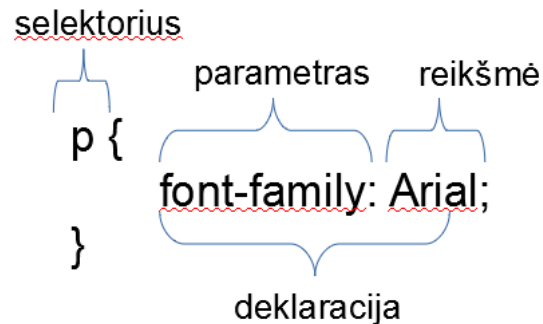 selektorius
parametras reikšmė
p {
font-family: Arial;
}
deklaracija